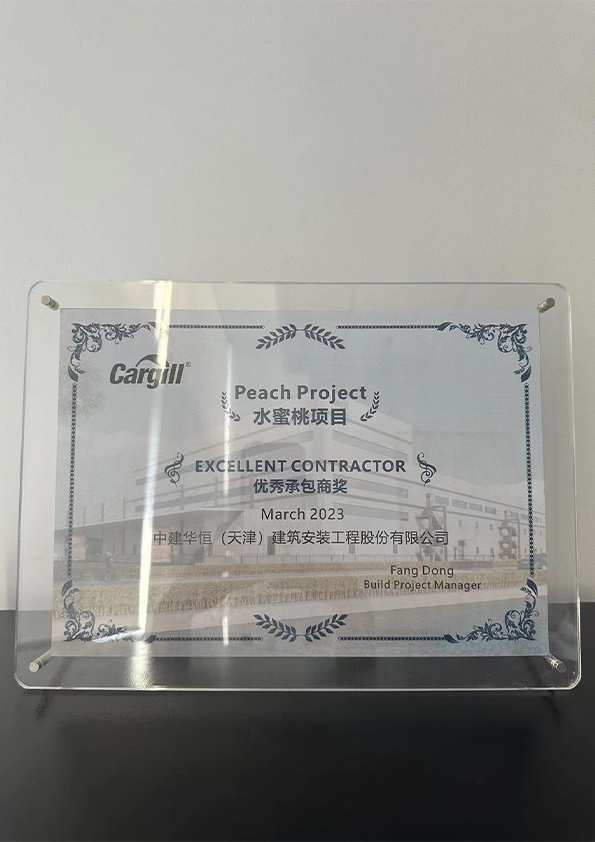 Cargill®
Peach Project
水蜜桃项目
EXCELLENT CONTRACTOR
优秀承包商奖
March 2023
中建华恒（天津）建筑安装工程股份有限公司
Fang Dong
Build Project Manager